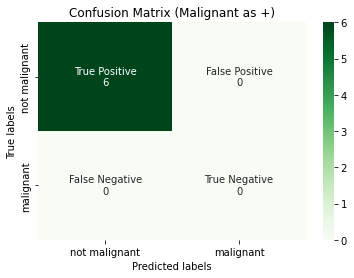 Confusion Matrix (Malignant as +)
True labels
not malignant
malignant
True Positive
6
False Positive
0
False Negative
0
True Negative
0
not malignant
malignant
Predicted labels
6
5
4
3
2
1
0